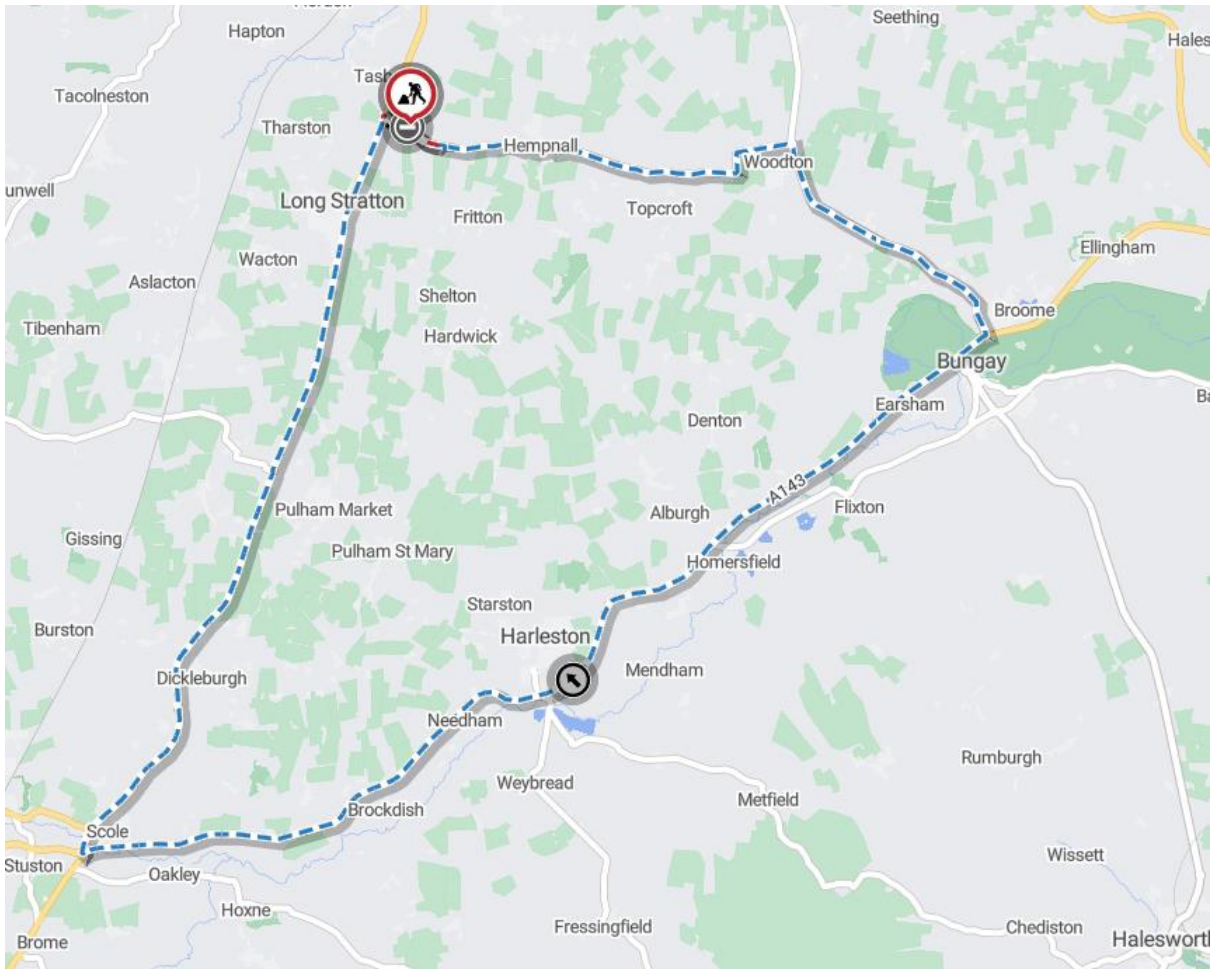 Seething
Hapton
Hales
Tash
Tacolneston
Tharston
Hempnall
Woodton
unwell
Long Stratton
Topcroft
Fritton
Ellingham
Wacton
Aslacton
Shelton
Broome
Tibenham
Hardwick
Bungay
Earsham
Ba
Denton
A143
Pulham Market
Flixton
Alburgh
Gissing
Pulham St Mary
Homersfield
Starston
Burston
Harleston
Mendham
Dickleburgh
Needham
Rumburgh
Weybread
Metfield
Brockdish
Scole
Wissett
Stuston
Oakley
Hoxne
Fressingfield
Chediston
Brome
Halesworth